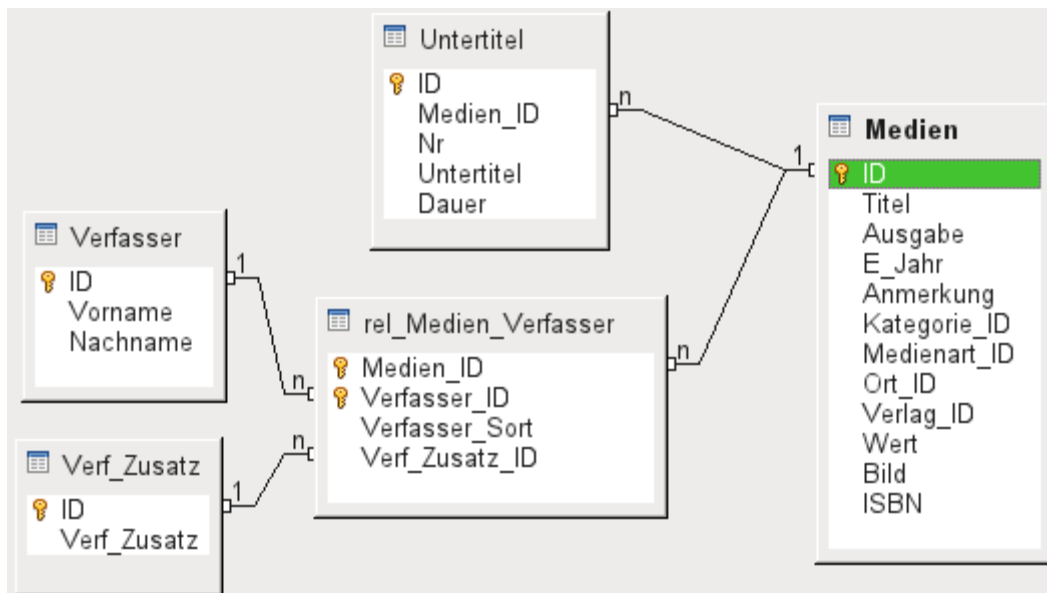 Untertitel
ID
Medien_ID
Nr
Untertitel
Dauer
n
1
Medien
ID
Titel
Ausgabe
E_Jahr
Anmerkung
Kategorie_ID
Medienart_ID
Ort_ID
Verlag_ID
Wert
Bild
ISBN
Verfasser
ID
Vorname
Nachname
1
n
rel_Medien_Verfasser
Medien_ID
Verfasser_ID
Verfasser_Sort
Verf_Zusatz_ID
n
n
Verf_Zusatz
ID
Verf_Zusatz
1